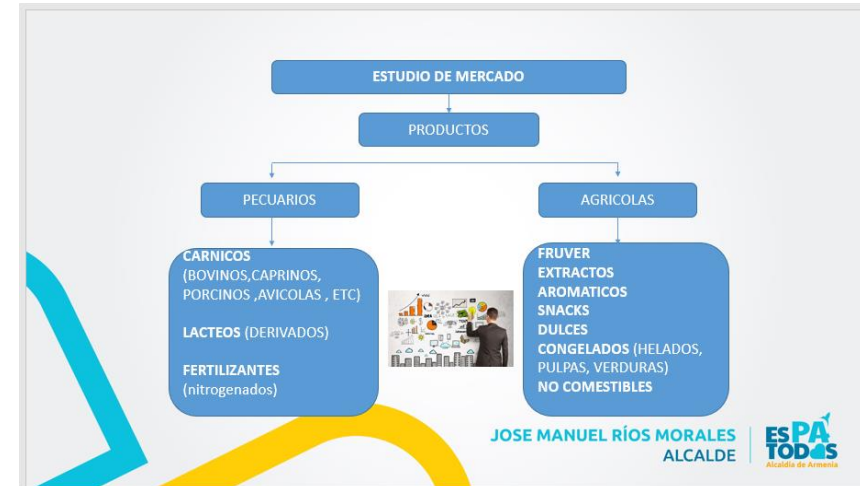 ESTUDIO DE MERCADO
PRODUCTOS
PECUARIOS
AGRICOLAS
CARNICOS
(BOVINOS,CAPRINOS,
PORCINOS ,AVICOLAS , ETC)
LACTEOS (DERIVADOS)
FERTILIZANTES
(nitrogenados)
FRUVER
EXTRACTOS
AROMATICOS
SNACKS
DULCES
CONGELADOS (HELADOS,
PULPAS, VERDURAS)
NO COMESTIBLES
JOSE MANUEL RÍOS MORALES
ALCALDE
ES PA
TODOS
Alcaldía de Armenia